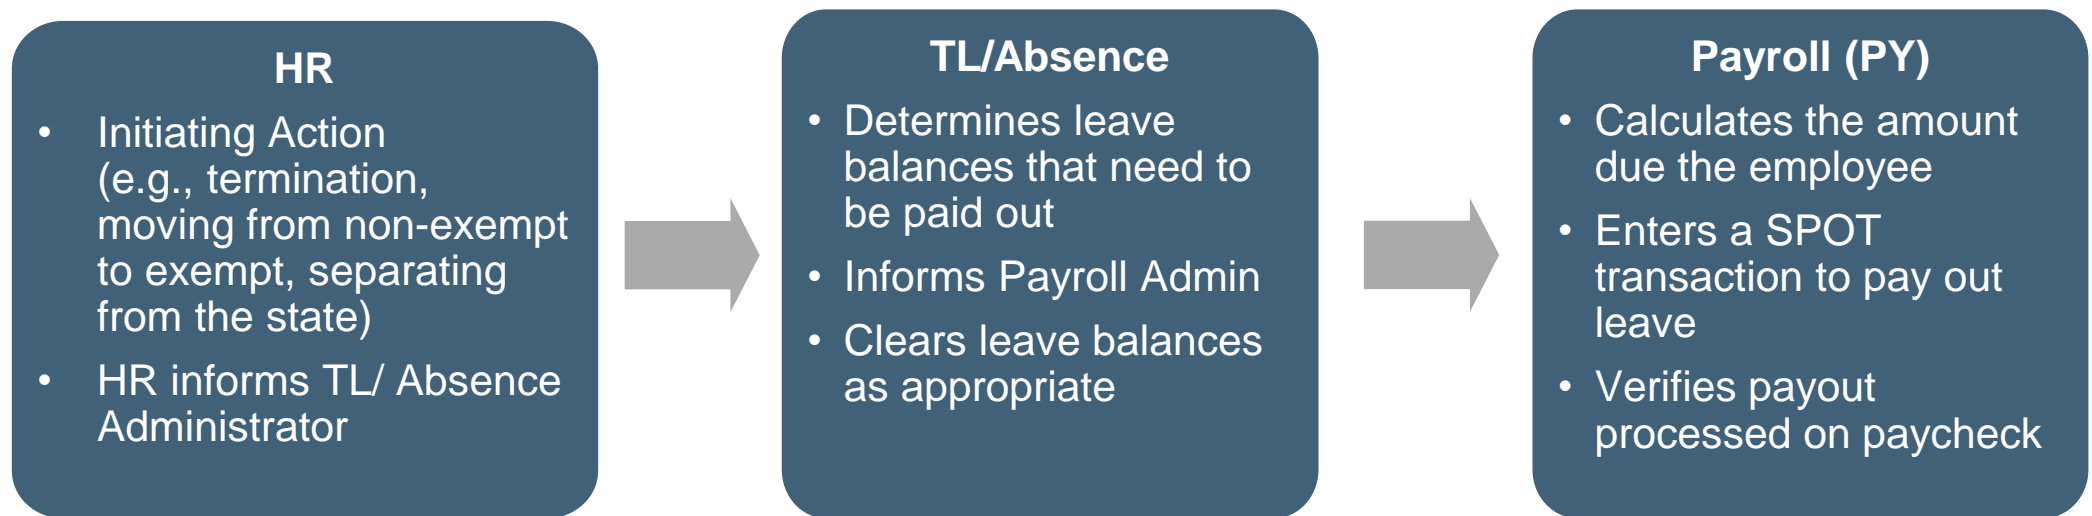 HR
• Initiating Action
(e.g., termination,
moving from non-exempt
to exempt, separating
from the state)
• HR informs TL/ Absence
Administrator
TL/Absence
• Determines leave
balances that need to
be paid out
• Informs Payroll Admin
• Clears leave balances
as appropriate
Payroll (PY)
• Calculates the amount
due the employee
• Enters a SPOT
transaction to pay out
leave
• Verifies payout
processed on paycheck